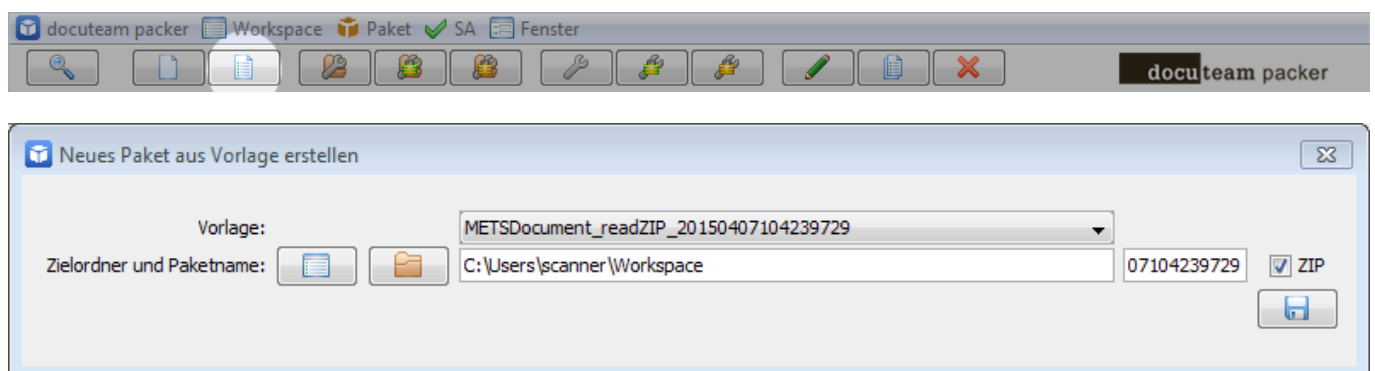 docuteam packer Workspace Paket SA Fenster
docuteam packer
Neues Paket aus Vorlage erstellen
Vorlage: METSDocument_readZIP_20150407104239729
Zielordner und Paketname: C:\Users\scanner\Workspace 07104239729 ZIP